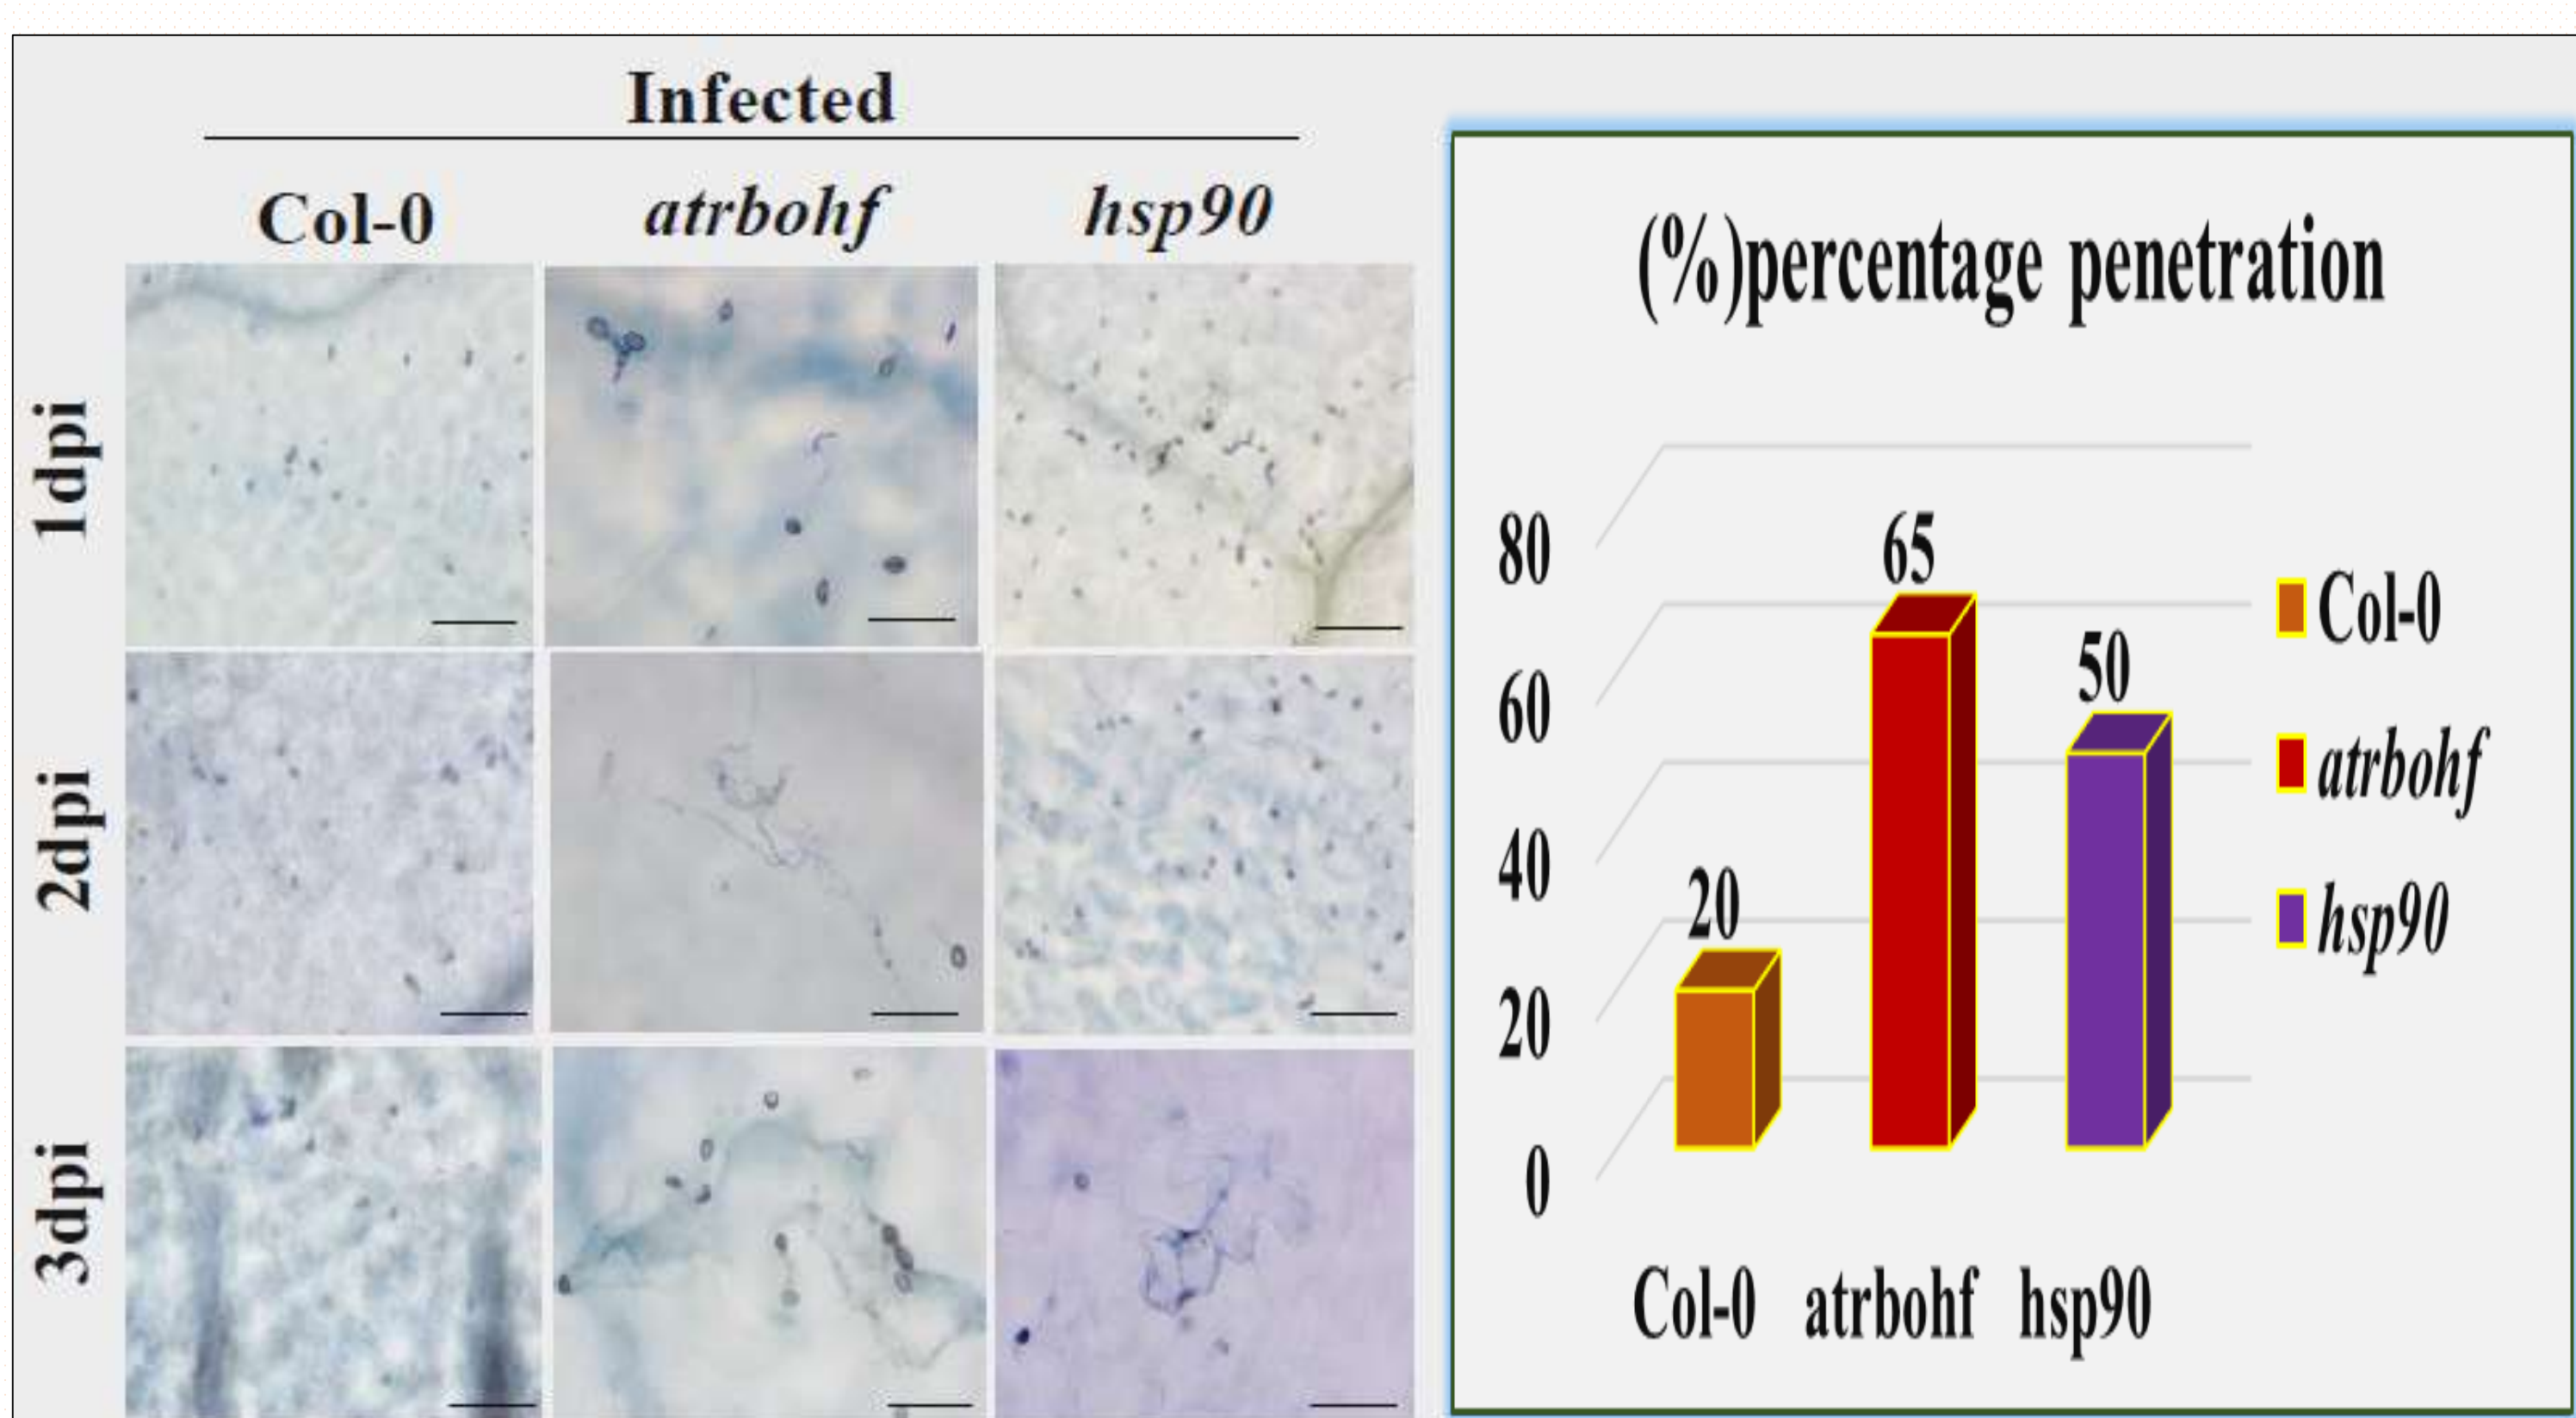 Infected
Col-0 atrbohf hsp90
1dpi
2dpi
3dpi
(%)percentage penetration
80
60
40
20
0
20
65
50
Col-0 atrbohf hsp90
Col-0
atrbohf
hsp90